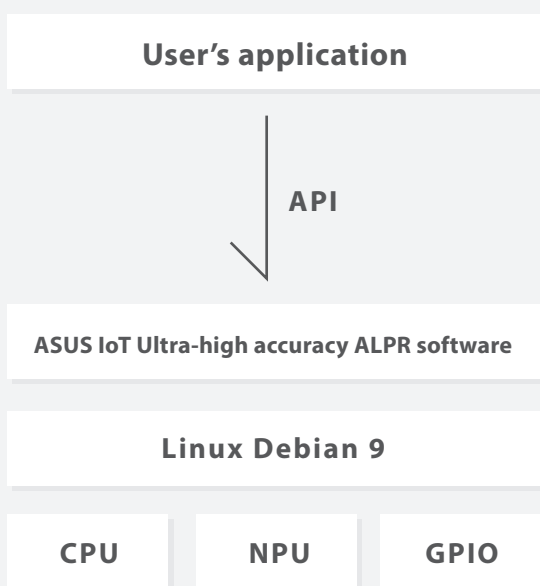 User’s application
API
ASUS IoT Ultra-high accuracy ALPR software
Linux Debian 9
CPU NPU GPIO